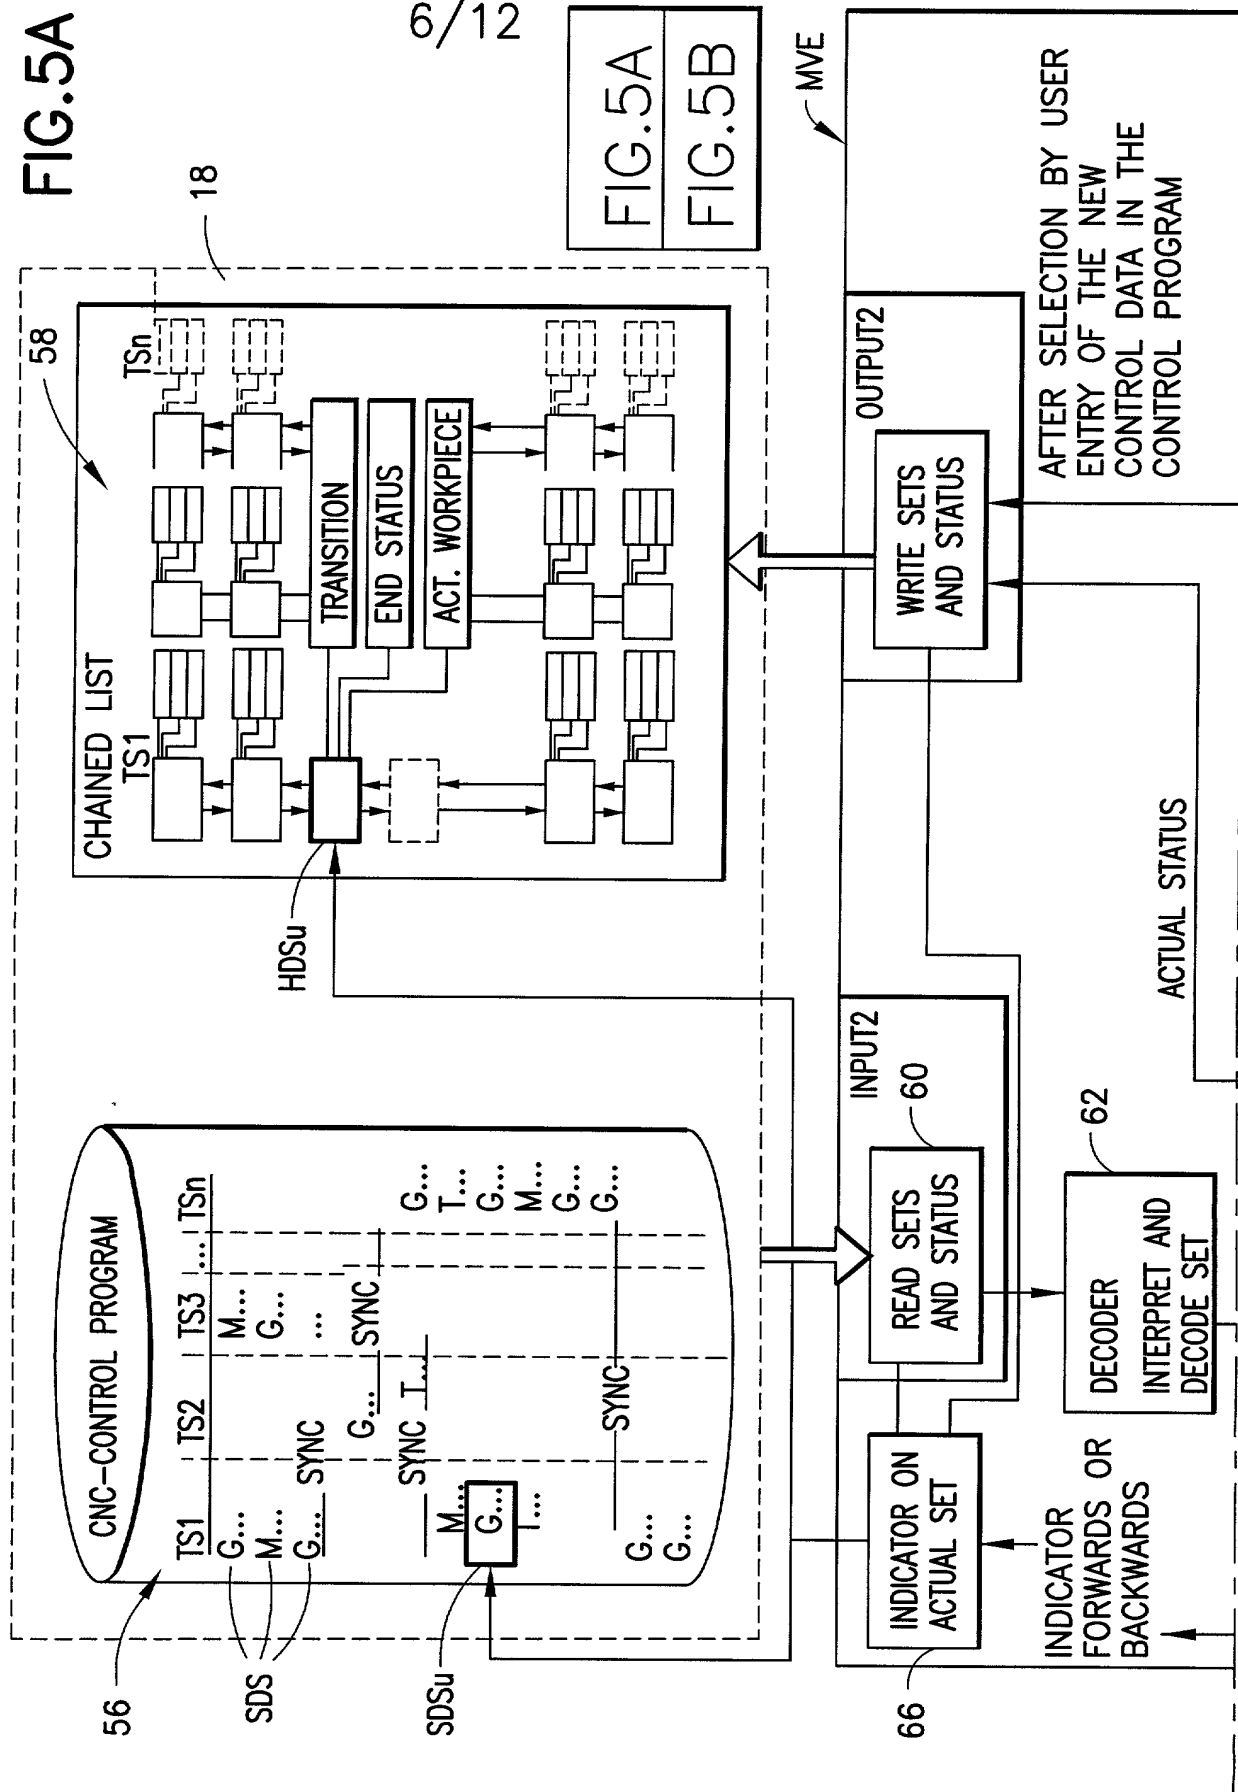 FIG.5A
6/12
FIG.5A
FIG.5B
18
58
56
CNC-CONTROL PROGRAM
TS1 TS2 TS3 ... TSn
G...
M...
G...
SYNC
M...
G...
...
G...
SYNC
SYNC
T...
M...
G...
T...
G...
T...
G...
M...
G...
G...
SYNC
G...
G...
SDS
SDSu
HDSu
CHAINED LIST
TS1
TSn
TRANSITION
END STATUS
ACT. WORKPIECE
MVE
INPUT2
60
READ SETS
AND STATUS
66
INDICATOR ON
ACTUAL SET
INDICATOR
FORWARDS OR
BACKWARDS
62
DECODER
INTERPRET AND
DECODE SET
OUTPUT2
WRITE SETS
AND STATUS
ACTUAL STATUS
AFTER SELECTION BY USER
ENTRY OF THE NEW
CONTROL DATA IN THE
CONTROL PROGRAM